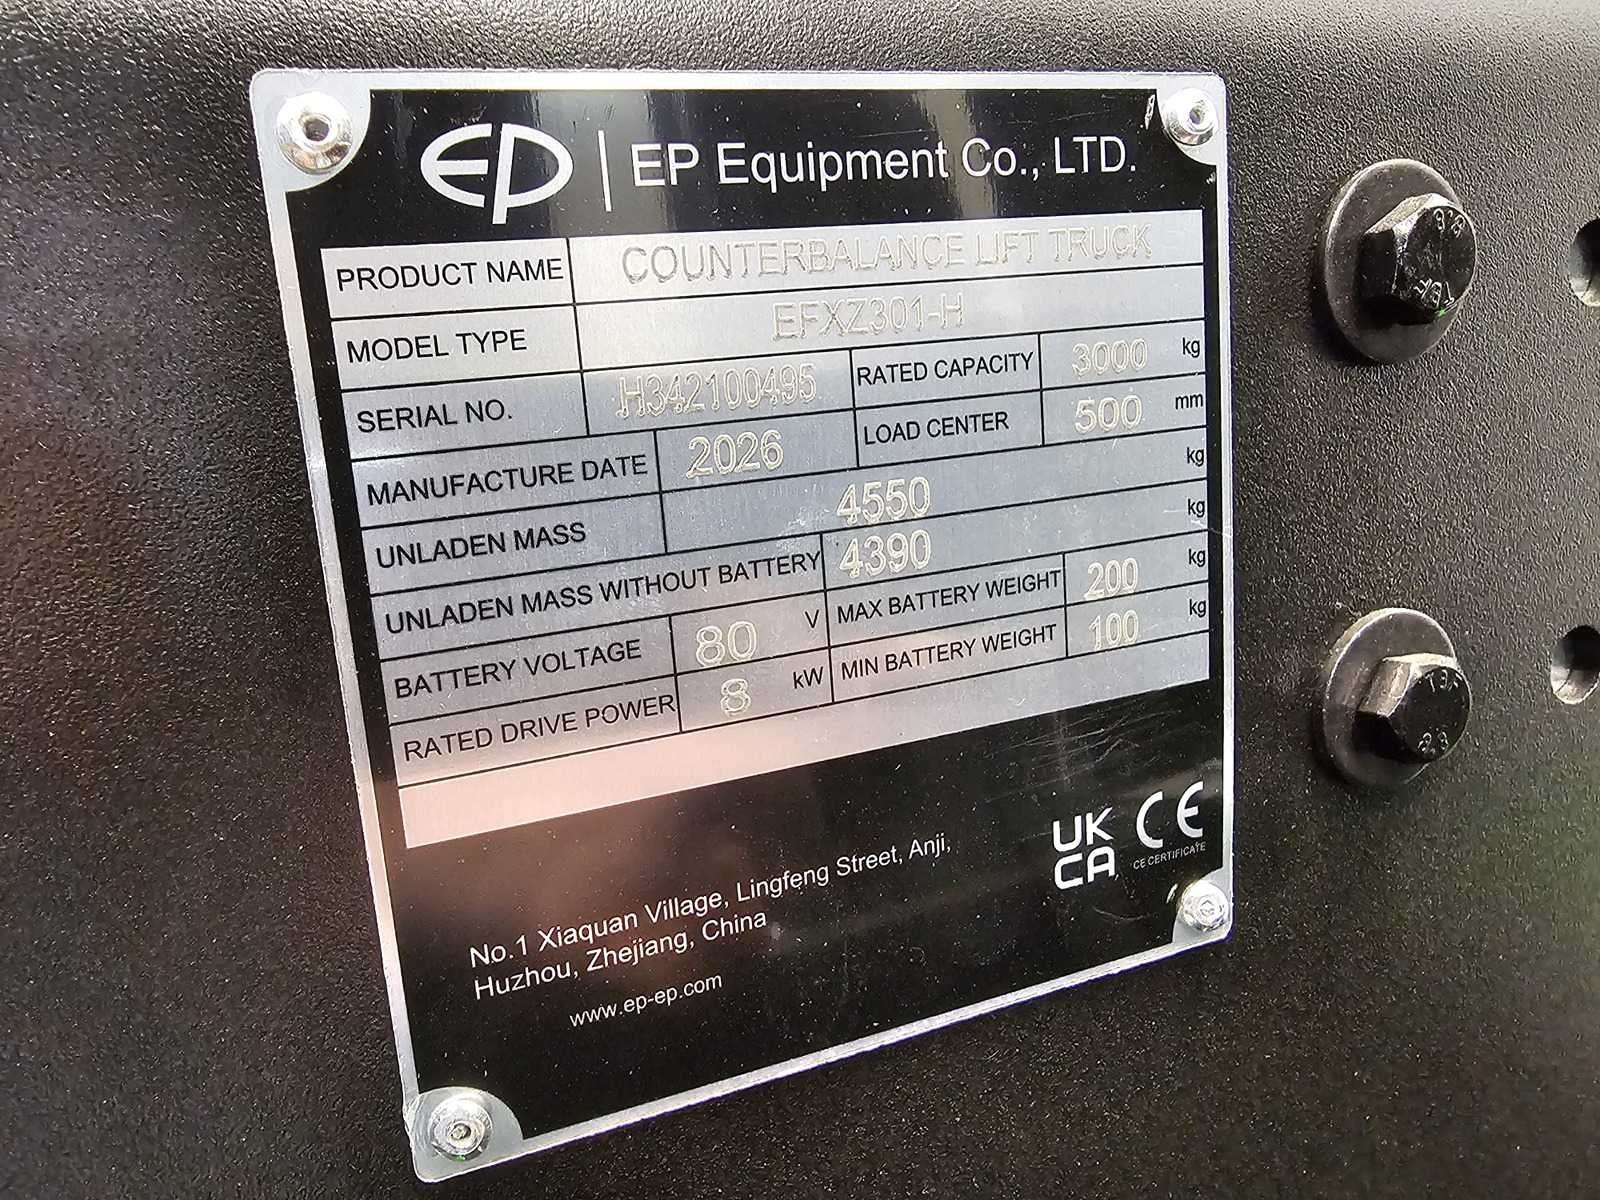 EP | EP Equipment Co., LTD.
PRODUCT NAME COUNTERBALANCE LIFT TRUCK
MODEL TYPE EFXZ301-H
SERIAL NO. H342100495 RATED CAPACITY 3000 kg
MANUFACTURE DATE 2026 LOAD CENTER 500 mm
UNLADEN MASS 4550 kg
UNLADEN MASS WITHOUT BATTERY 4390 kg
BATTERY VOLTAGE 80 V MAX BATTERY WEIGHT 200 kg
RATED DRIVE POWER 8 kW MIN BATTERY WEIGHT 100 kg
UK
CA
CE
CE CERTIFICATE
No.1 Xiaquan Village, Lingfeng Street, Anji,
Huzhou, Zhejiang, China
www.ep-ep.com